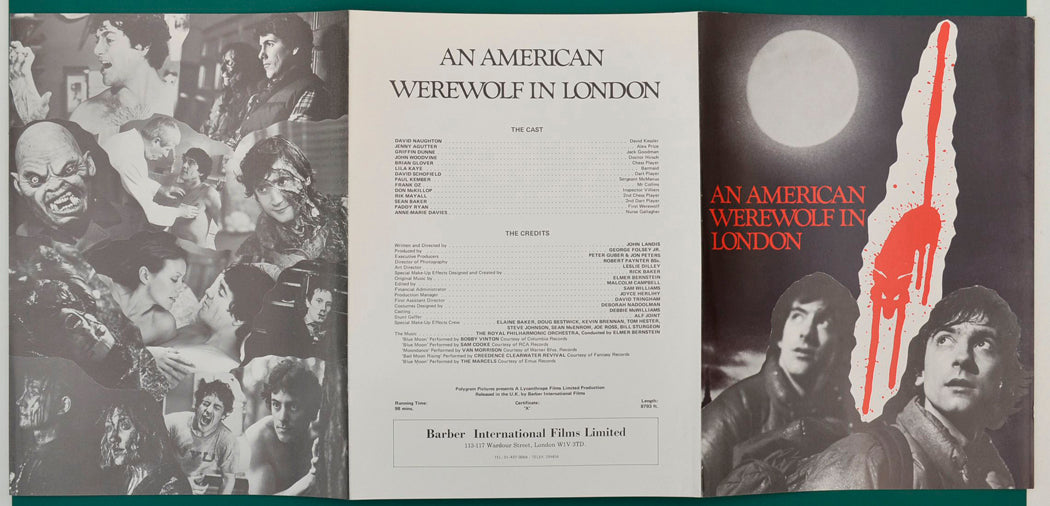 AN AMERICAN
WEREWOLF IN LONDON
THE CAST
DAVID NAUGHTON David Kessler
JENNY AGUTTER Alex Price
GRIFFIN DUNNE Jack Goodman
JOHN WOODVINE Doctor Hirsch
BRIAN GLOVER Chess Player
LILA KAYE Barmaid
DAVID SCHOFIELD Dart Player
PAUL KEMBER Sergeant McManus
FRANK OZ Mr Collins
DON McKILLOP Inspector Villiers
RIK MAYALL 2nd Chess Player
SEAN BAKER 2nd Dart Player
PADDY RYAN First Werewolf
ANNE-MARIE DAVIES Nurse Gallagher
THE CREDITS
Written and Directed by JOHN LANDIS
Produced by GEORGE FOLSEY JR.
Executive Producers PETER GUBER & JON PETERS
Director of Photography ROBERT PAYNTER BSc.
Art Director LESLIE DILLEY
Special Make-Up Effects Designed and Created by RICK BAKER
Original Music by ELMER BERNSTEIN
Edited by MALCOLM CAMPBELL
Financial Administrator SAM WILLIAMS
Production Manager JOYCE HERLIHY
First Assistant Director DAVID TRINGHAM
Costumes Designed by DEBORAH NADOOLMAN
Casting DEBBIE McWILLIAMS
Stunt Gaffer ALF JOINT
Special Make-Up Effects Crew ELAINE BAKER, DOUG BESTWICK, KEVIN BRENNAN, TOM HESTER,
STEVE JOHNSON, SEAN McENROW, JOE ROSS, BILL STURGEON
The Music THE ROYAL PHILHARMONIC ORCHESTRA, Conducted by ELMER BERNSTEIN
'Blue Moon' Performed by BOBBY VINTON Courtesy of Columbia Records
'Blue Moon' Performed by SAM COOKE Courtesy of RCA Records
'Moondance' Performed by VAN MORRISON Courtesy of Warner Bros. Records
'Bad Moon Rising' Performed by CREEDENCE CLEARWATER REVIVAL Courtesy of Fantasy Records
'Blue Moon' Performed by THE MARCELS Courtesy of Emus Records
Polygram Pictures presents A Lycanthrope Films Limited Production
Released in the U.K. by Barber International Films
Running Time: Certificate: Length:
98 mins. 'X' 8793 ft.
Barber International Films Limited
113-117 Wardour Street, London W1V 3TD.
AN AMERICAN
WEREWOLF IN
LONDON